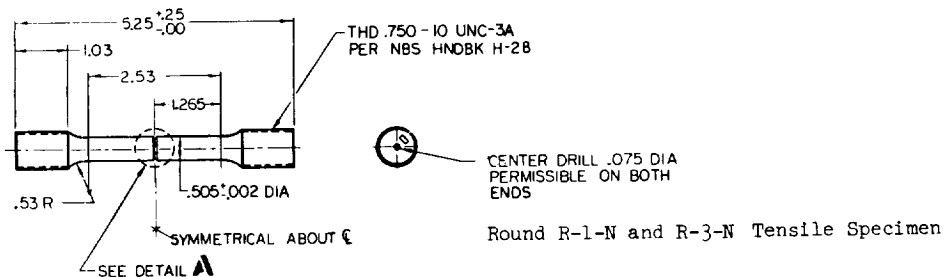 5.25 +.25 -.00
THD .750-10 UNC-3A
PER NBS HNDBK H-28
1.03
2.53
1.265
D
.505±.002 DIA
CENTER DRILL .075 DIA
PERMISSIBLE ON BOTH
ENDS
.53 R
SYMMETRICAL ABOUT ℄
Round R-1-N and R-3-N Tensile Specimen
SEE DETAIL A